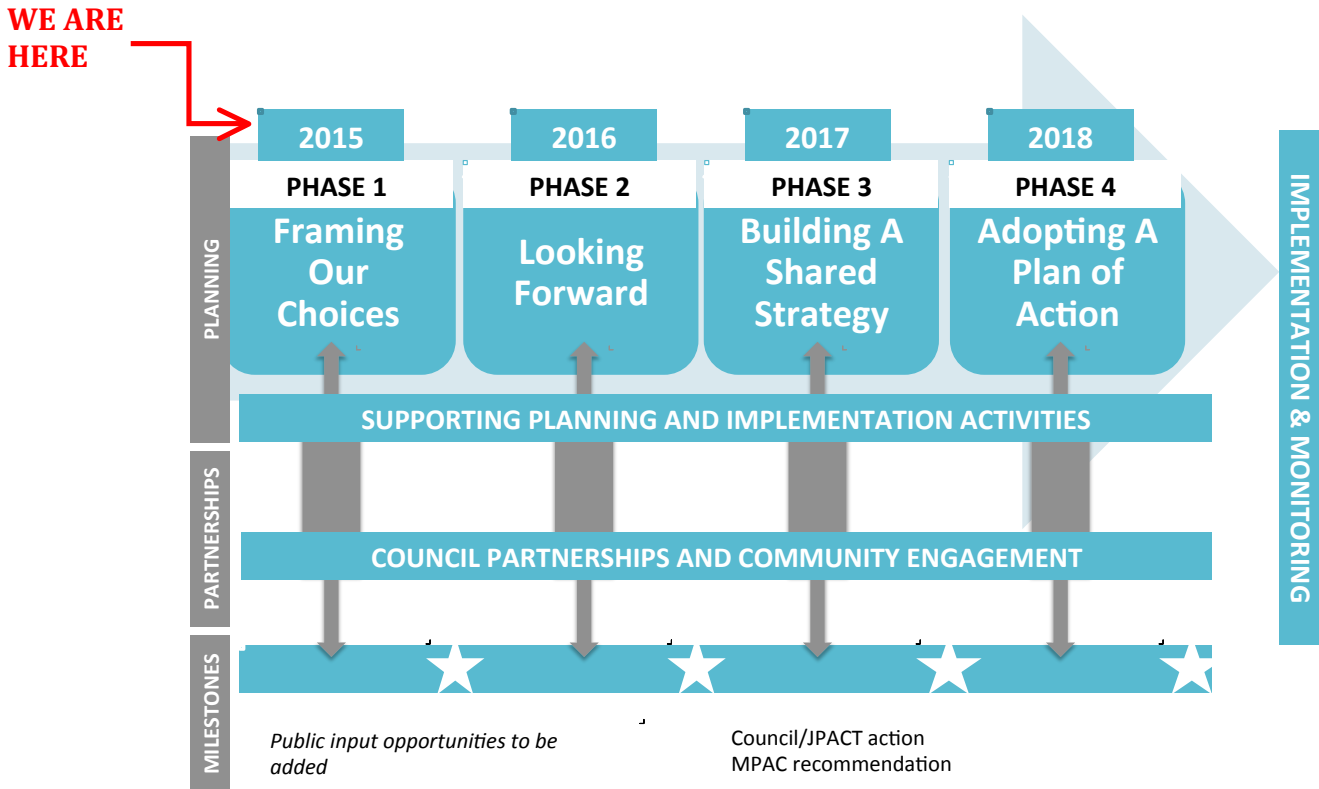 WE ARE
HERE
2015
2016
2017
2018
PHASE 1
PHASE 2
PHASE 3
PHASE 4
Framing
Our
Choices
Looking
Forward
Building A
Shared
Strategy
Adopting A
Plan of
Action
PLANNING
SUPPORTING PLANNING AND IMPLEMENTATION ACTIVITIES
PARTNERSHIPS
COUNCIL PARTNERSHIPS AND COMMUNITY ENGAGEMENT
MILESTONES
Public input opportunities to be
added
Council/JPACT action
MPAC recommendation
IMPLEMENTATION & MONITORING